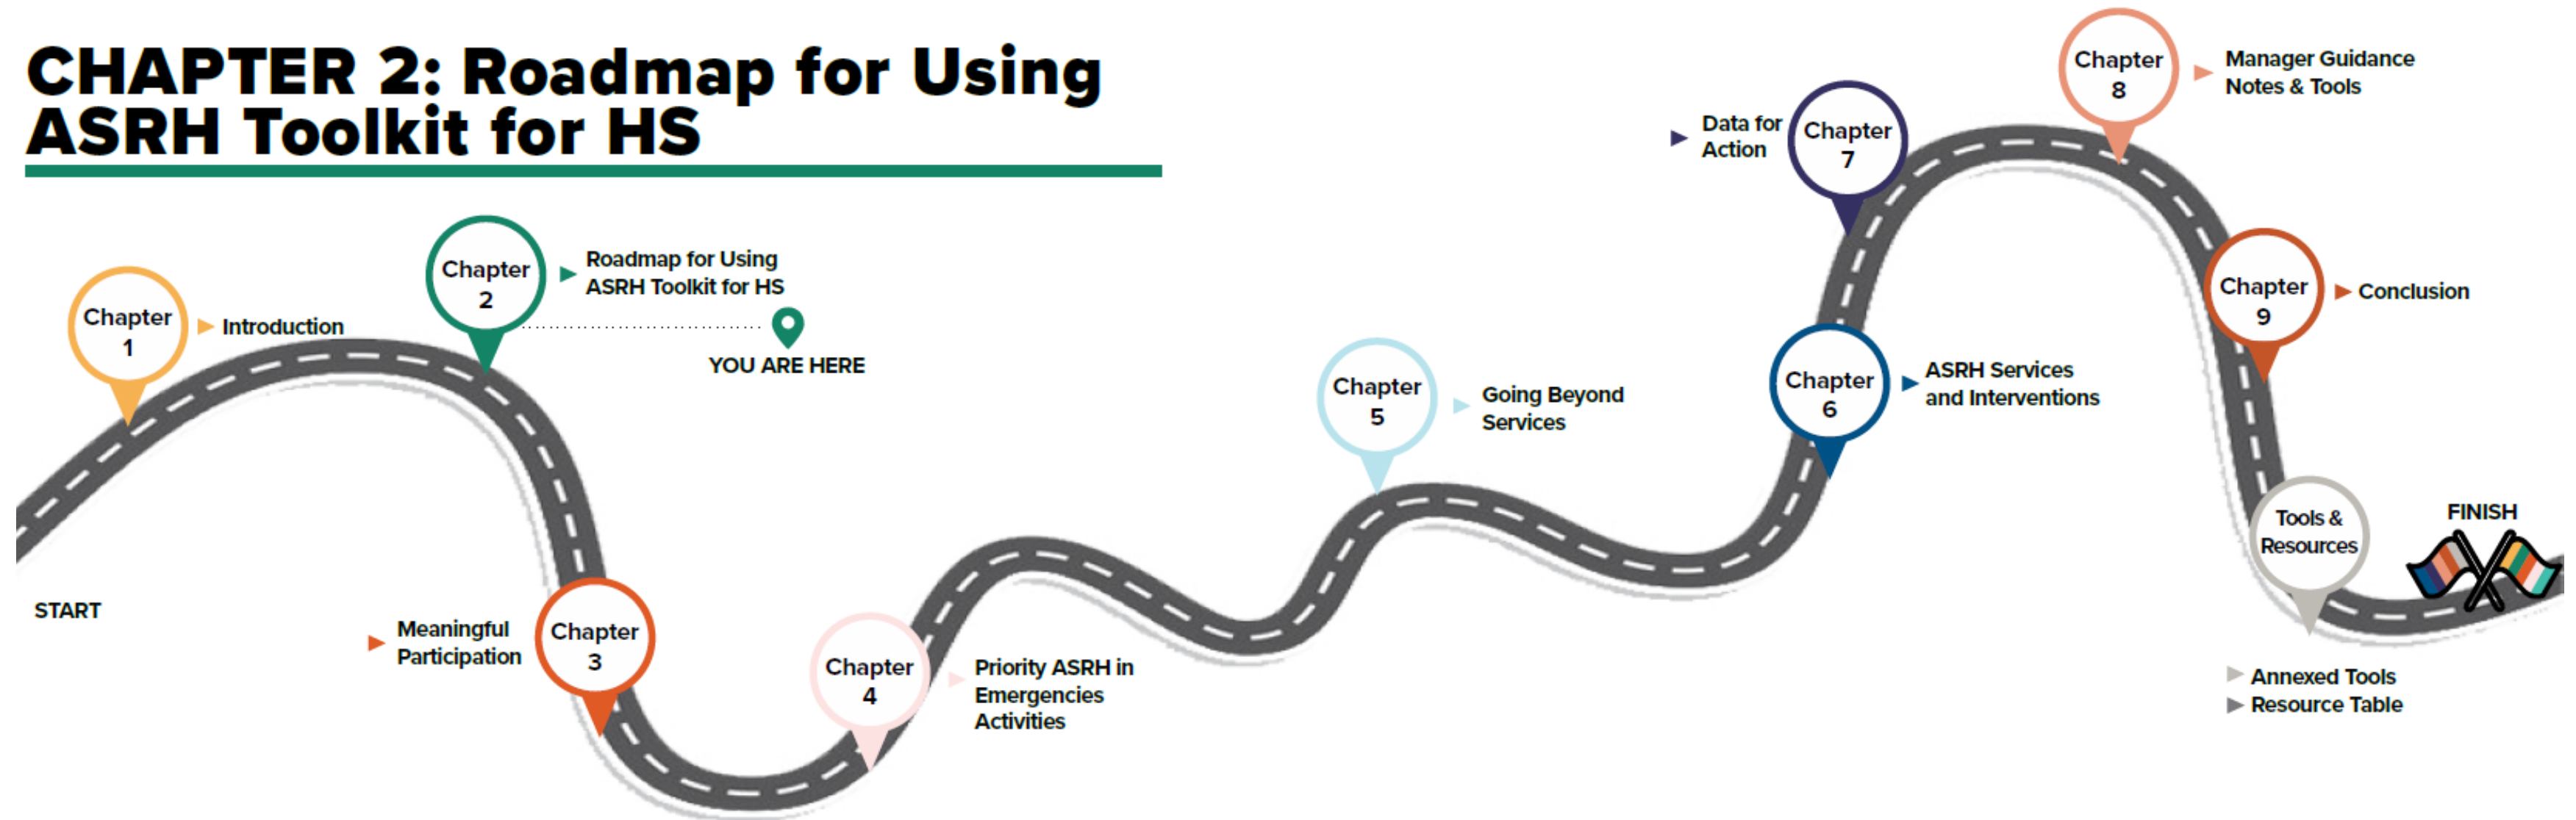 CHAPTER 2: Roadmap for Using
ASRH Toolkit for HS
START
Chapter
1
Introduction
Chapter
2
Roadmap for Using
ASRH Toolkit for HS
YOU ARE HERE
Chapter
3
Meaningful
Participation
Chapter
4
Priority ASRH in
Emergencies
Activities
Chapter
5
Going Beyond
Services
Chapter
6
ASRH Services
and Interventions
Chapter
7
Data for
Action
Chapter
8
Manager Guidance
Notes & Tools
Chapter
9
Conclusion
Tools &
Resources
Annexed Tools
Resource Table
FINISH